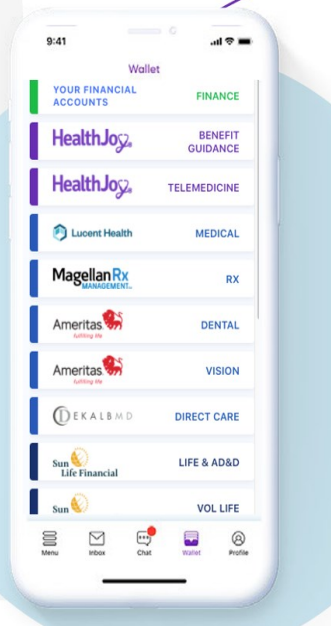 9:41
Wallet
YOUR FINANCIAL
ACCOUNTS
FINANCE
HealthJoy®
BENEFIT
GUIDANCE
HealthJoy®
TELEMEDICINE
Lucent Health
MEDICAL
MagellanRx
MANAGEMENT
RX
Ameritas
fulfilling life
DENTAL
Ameritas
fulfilling life
VISION
DEKALBMD
DIRECT CARE
Sun
Life Financial
LIFE & AD&D
Sun
VOL LIFE
Menu
Inbox
Chat
Wallet
Profile